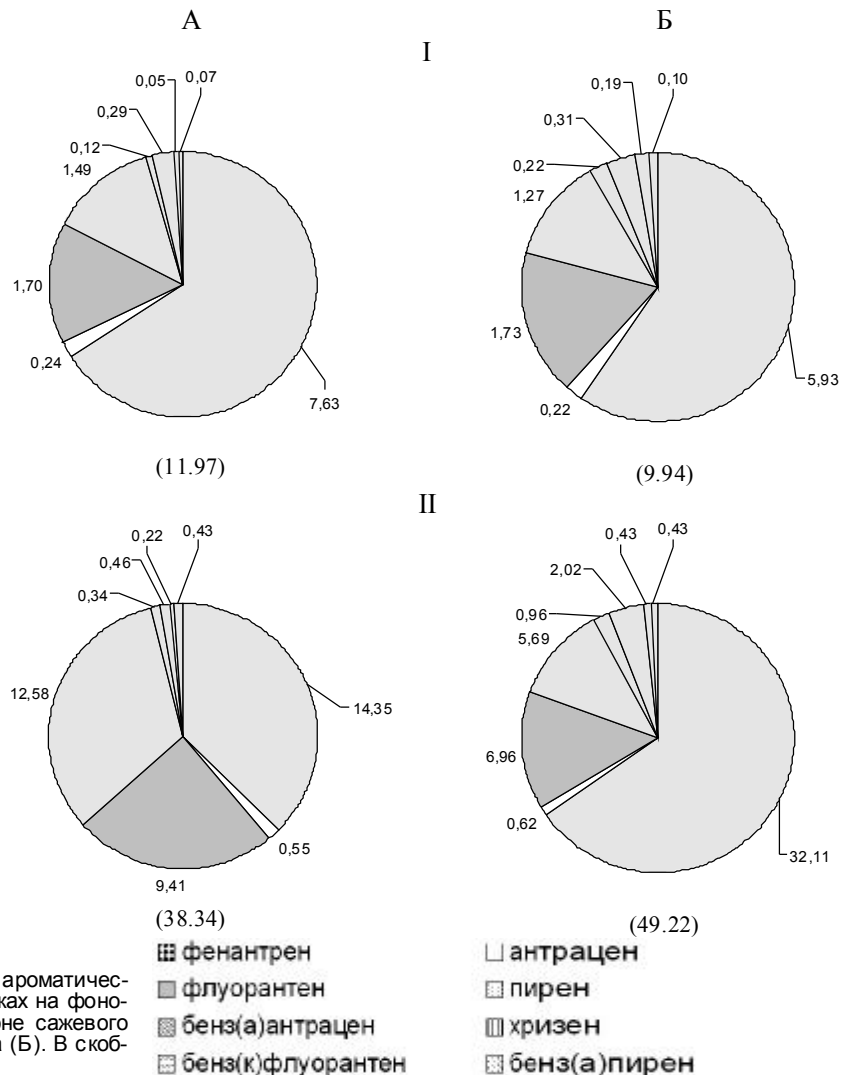 А Б
I
0,05 0,07
0,29
0,12
1,49
1,70
0,24
7,63
(11.97)
0,19 0,10
0,31
0,22
1,27
1,73
0,22
5,93
(9.94)
II
0,22 0,43
0,46
0,34
12,58
14,35
0,55
9,41
(38.34)
0,43 0,43
2,02
0,96
5,69
6,96
0,62
32,11
(49.22)
ароматичес-
ках на фоно-
оне сажевого
а (Б). В скоб-
фенантрен антрацен
флуорантен пирен
бенз(а)антрацен хризен
бенз(к)флуорантен бенз(а)пирен